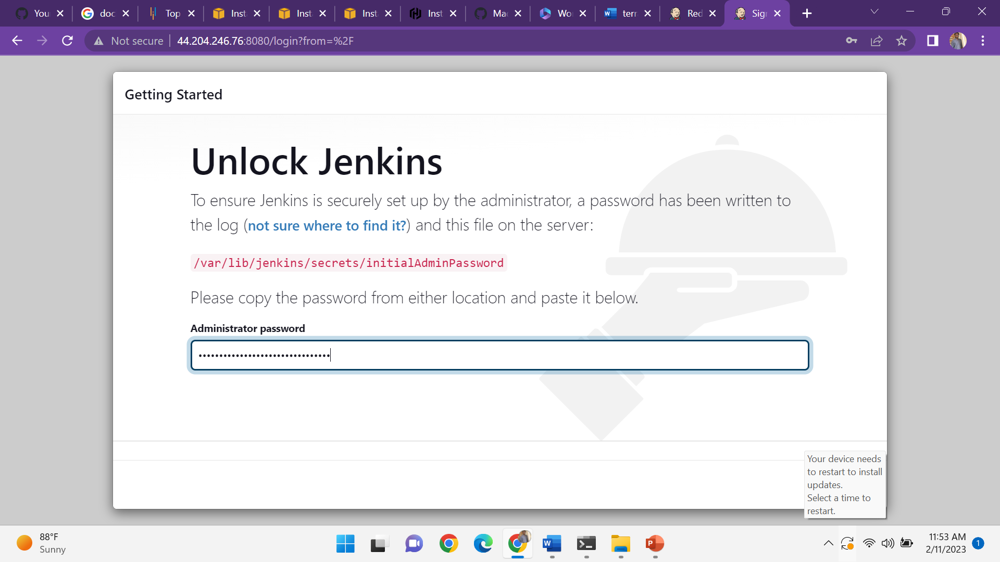 You
doc
Top
Inst
Inst
Inst
Inst
Ma
Wo
terr
Red
Sig
Not secure
44.204.246.76:8080/login?from=%2F
Getting Started
Unlock Jenkins
To ensure Jenkins is securely set up by the administrator, a password has been written to
the log (not sure where to find it?) and this file on the server:
/var/lib/jenkins/secrets/initialAdminPassword
Please copy the password from either location and paste it below.
Administrator password
••••••••••••••••••••••••••••••••
Your device needs
to restart to install
updates.
Select a time to
restart.
88°F
Sunny
11:53 AM
2/11/2023
1